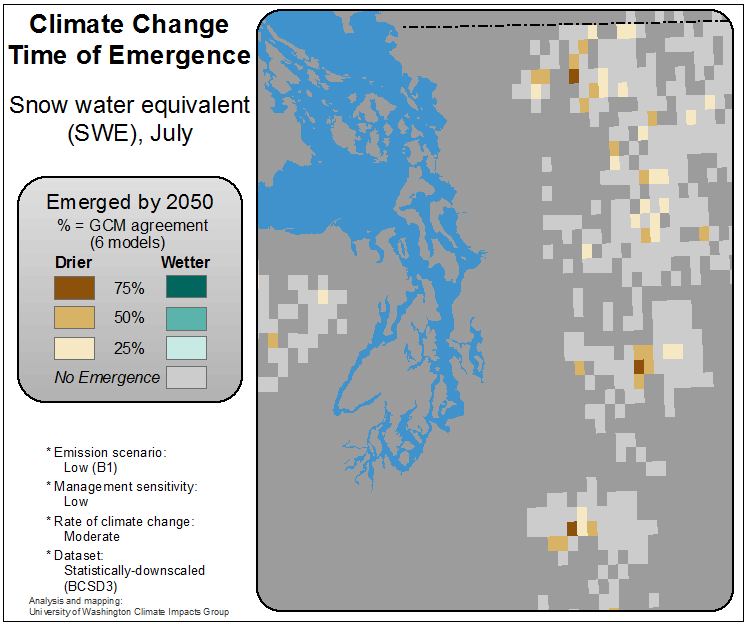 Climate Change
Time of Emergence
Snow water equivalent
(SWE), July
Emerged by 2050
% = GCM agreement
(6 models)
Drier Wetter
75%
50%
25%
No Emergence
* Emission scenario:
Low (B1)
* Management sensitivity:
Low
* Rate of climate change:
Moderate
* Dataset:
Statistically-downscaled
(BCSD3)
Analysis and mapping:
University of Washington Climate Impacts Group